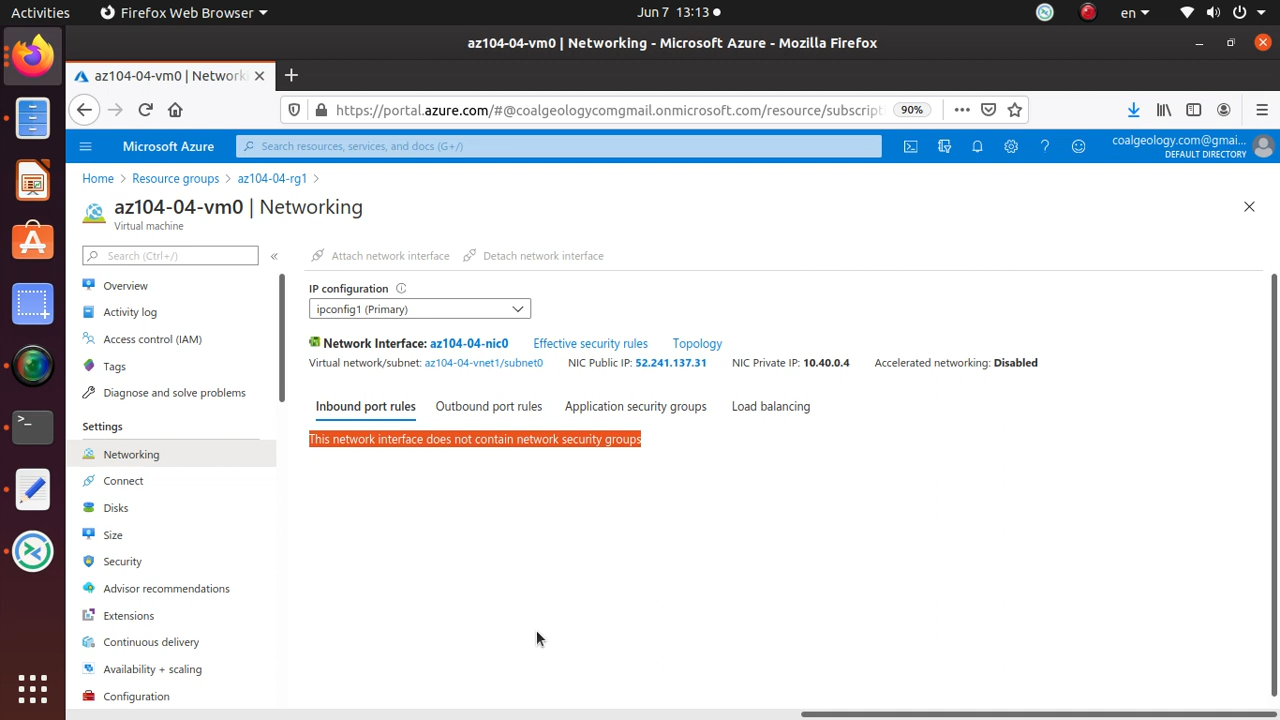 Activities
Firefox Web Browser
Jun 7 13:13
en
az104-04-vm0 | Networking - Microsoft Azure - Mozilla Firefox
az104-04-vm0 | Network
https://portal.azure.com/#@coalgeologycomgmail.onmicrosoft.com/resource/subscript
90%
Microsoft Azure
Search resources, services, and docs (G+/)
coalgeology.com@gmai...
DEFAULT DIRECTORY
Home > Resource groups > az104-04-rg1 >
az104-04-vm0 | Networking
Virtual machine
Search (Ctrl+/)
«
Overview
Activity log
Access control (IAM)
Tags
Diagnose and solve problems
Settings
Networking
Connect
Disks
Size
Security
Advisor recommendations
Extensions
Continuous delivery
Availability + scaling
Configuration
Attach network interface
Detach network interface
IP configuration
ipconfig1 (Primary)
Network Interface: az104-04-nic0 Effective security rules Topology
Virtual network/subnet: az104-04-vnet1/subnet0 NIC Public IP: 52.241.137.31 NIC Private IP: 10.40.0.4 Accelerated networking: Disabled
Inbound port rules Outbound port rules Application security groups Load balancing
This network interface does not contain network security groups